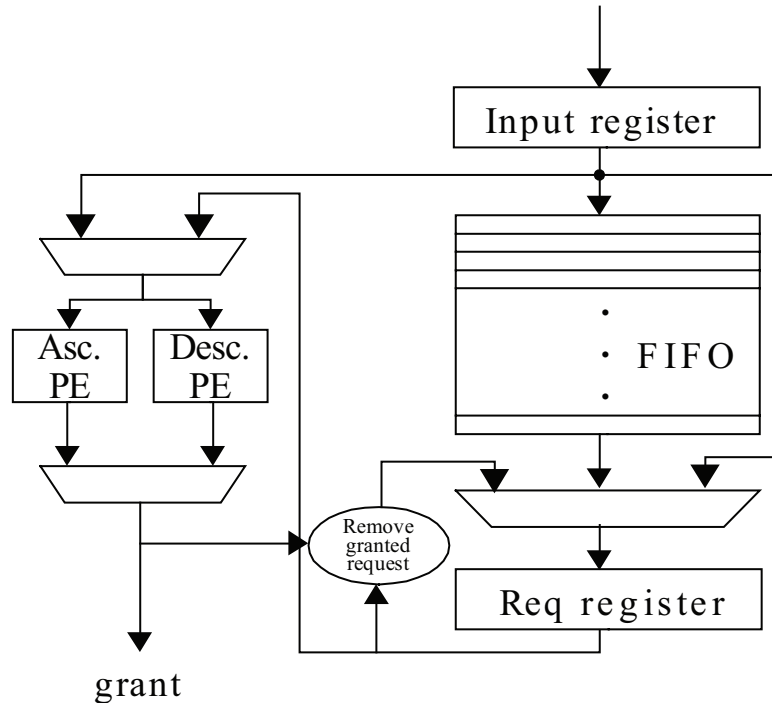 Input register
Asc.
PE
Desc.
PE
FIFO
Remove
granted
request
Req register
grant